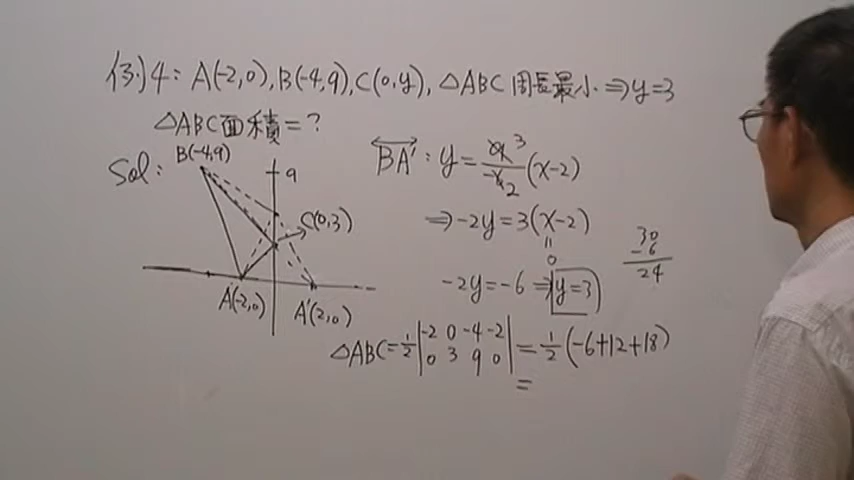 例4: A(-2,0), B(-4,9), C(0,y), △ABC 周長最小 ⇒ y=3
△ABC面積=?
Sol:
B(-4,9)
9
C(0,3)
A(-2,0)
A'(2,0)
BA': y = 9 3 / -6 2 (x-2)
⇒ -2y = 3(x-2)
=
0
-2y = -6 ⇒ y=3
30
-6
24
△ABC = 1/2 | -2 0 -4 -2 | = 1/2 (-6+12+18)
0 3 9 0
=